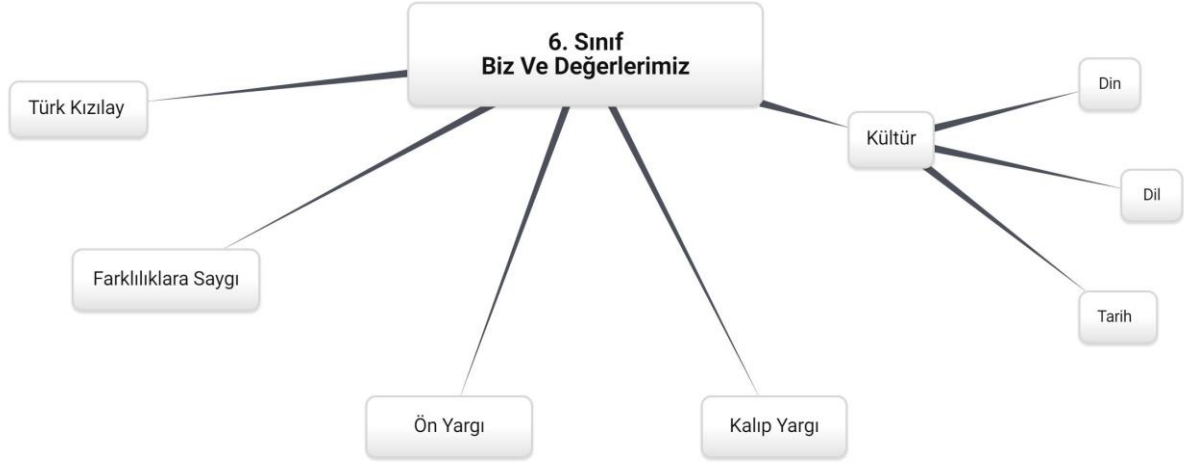 6. Sınıf
Biz Ve Değerlerimiz
Türk Kızılay
Farklılıklara Saygı
Ön Yargı
Kalıp Yargı
Kültür
Din
Dil
Tarih